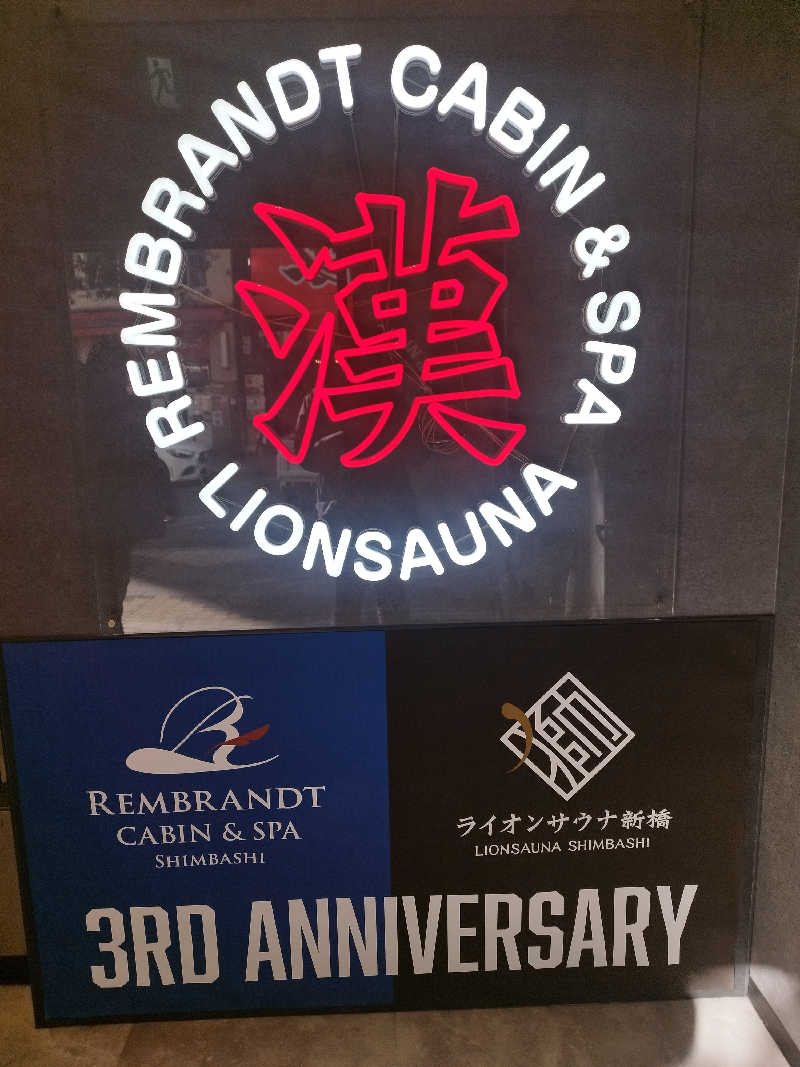 REMBRANDT CABIN & SPA
漢
LIONSAUNA
REMBRANDT
CABIN & SPA
SHIMBASHI
獅
ライオンサウナ新橋
LIONSAUNA SHIMBASHI
3RD ANNIVERSARY